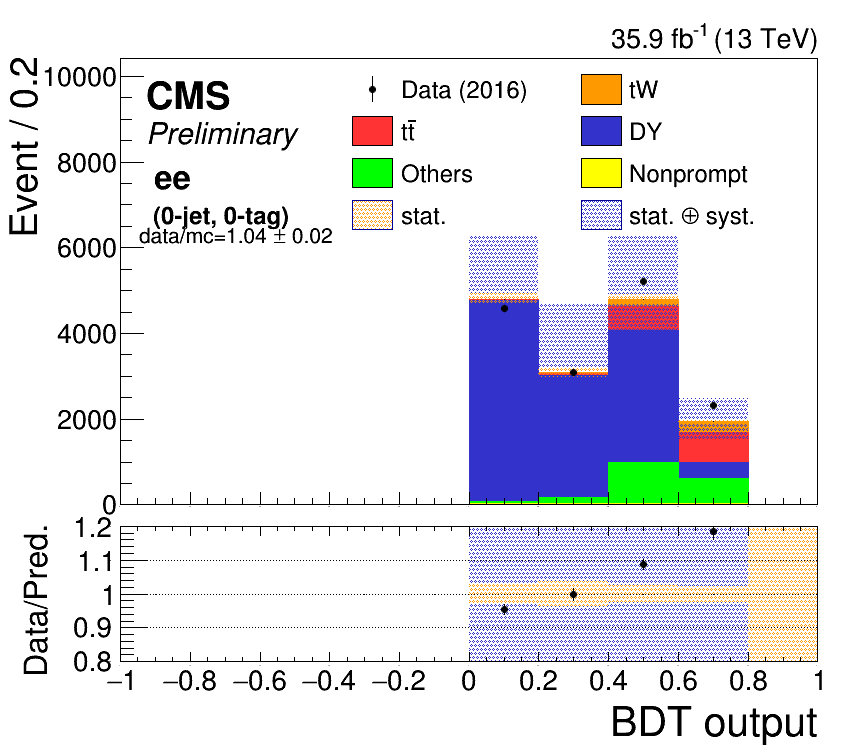 35.9 fb⁻¹ (13 TeV)
Event / 0.2
10000
8000
6000
4000
2000
0
CMS
Preliminary
ee
(0-jet, 0-tag)
data/mc=1.04 ± 0.02
Data (2016)
tW
tt̄
DY
Others
Nonprompt
stat.
stat. ⊕ syst.
Data/Pred.
1.2
1.1
1
0.9
0.8
−1 −0.8 −0.6 −0.4 −0.2 0 0.2 0.4 0.6 0.8 1
BDT output